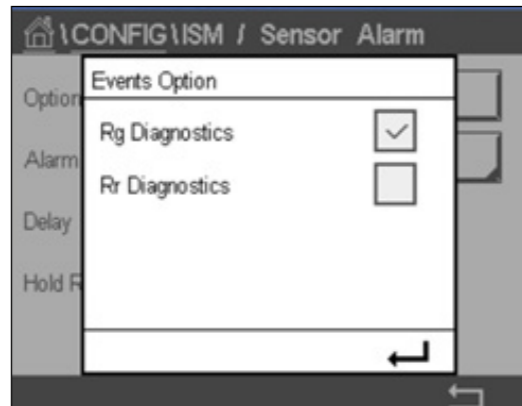 \CONFIG\ISM / Sensor Alarm
Events Option
Option
Rg Diagnostics
Alarm
Rr Diagnostics
Delay
Hold R